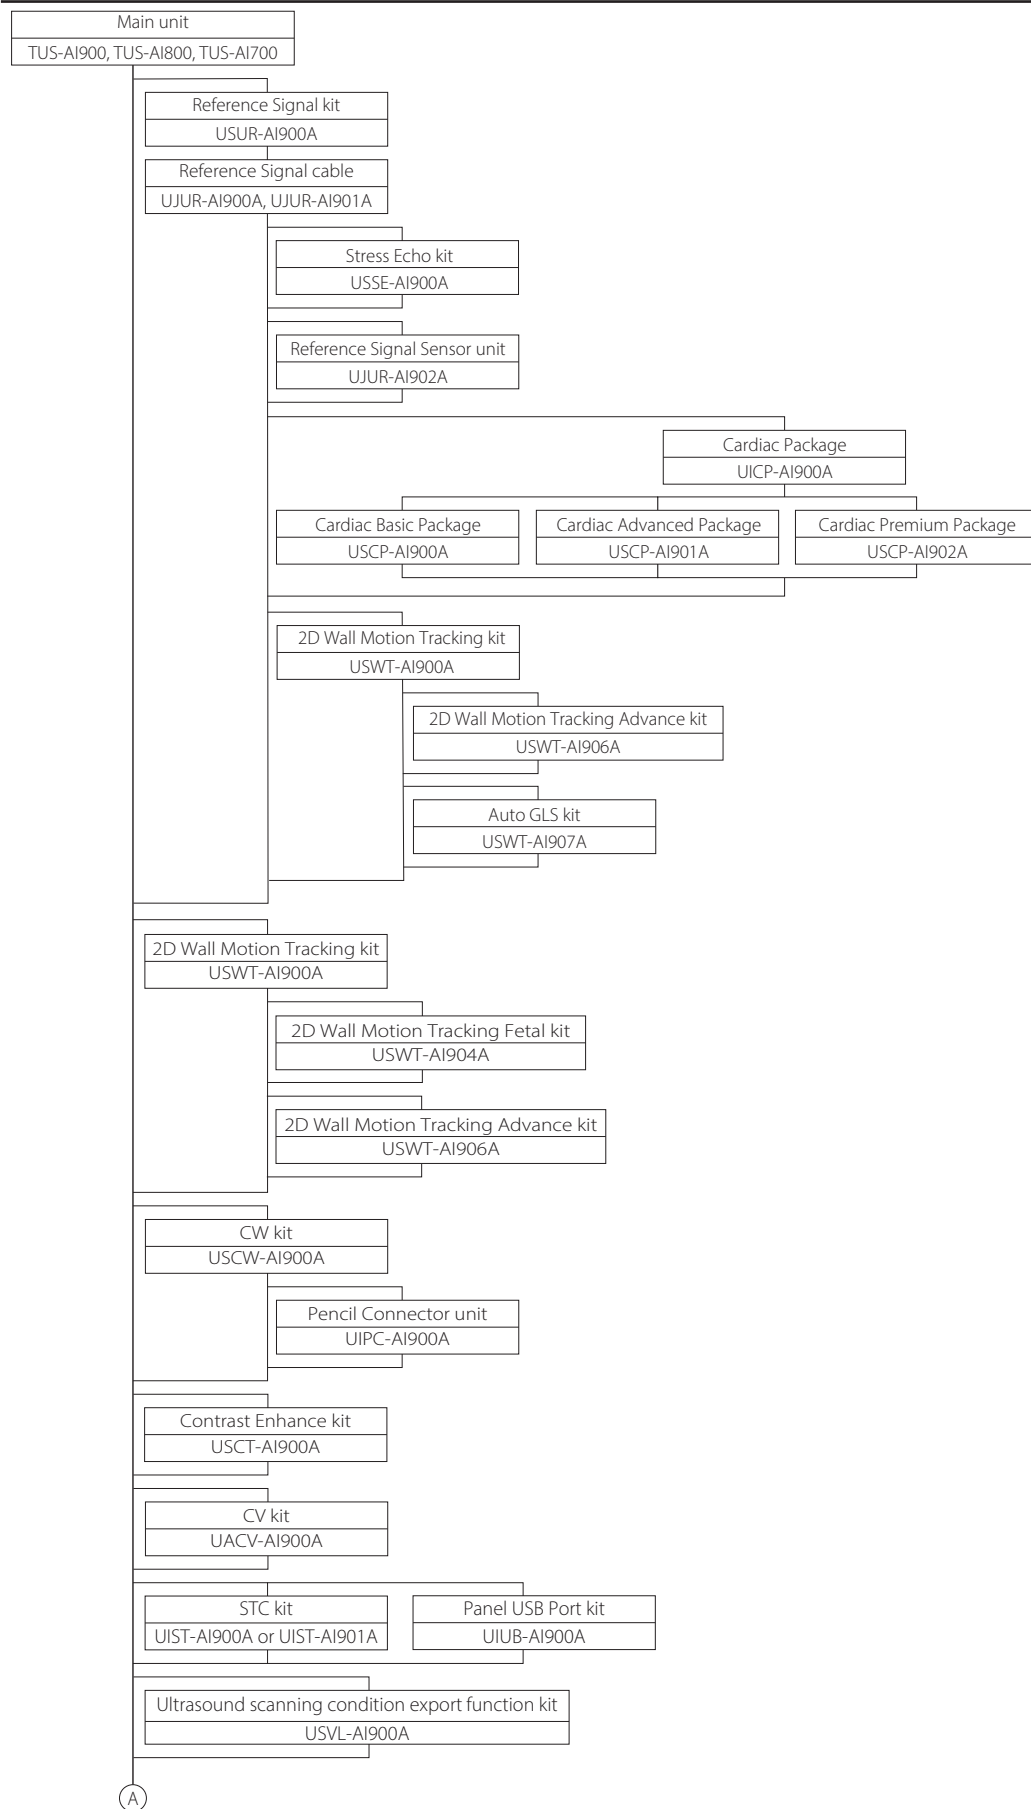 Main unit
TUS-AI900, TUS-AI800, TUS-AI700
Reference Signal kit
USUR-AI900A
Reference Signal cable
UJUR-AI900A, UJUR-AI901A
Stress Echo kit
USSE-AI900A
Reference Signal Sensor unit
UJUR-AI902A
Cardiac Package
UICP-AI900A
Cardiac Basic Package
USCP-AI900A
Cardiac Advanced Package
USCP-AI901A
Cardiac Premium Package
USCP-AI902A
2D Wall Motion Tracking kit
USWT-AI900A
2D Wall Motion Tracking Advance kit
USWT-AI906A
Auto GLS kit
USWT-AI907A
2D Wall Motion Tracking kit
USWT-AI900A
2D Wall Motion Tracking Fetal kit
USWT-AI904A
2D Wall Motion Tracking Advance kit
USWT-AI906A
CW kit
USCW-AI900A
Pencil Connector unit
UIPC-AI900A
Contrast Enhance kit
USCT-AI900A
CV kit
UACV-AI900A
STC kit
UIST-AI900A or UIST-AI901A
Panel USB Port kit
UIUB-AI900A
Ultrasound scanning condition export function kit
USVL-AI900A
A